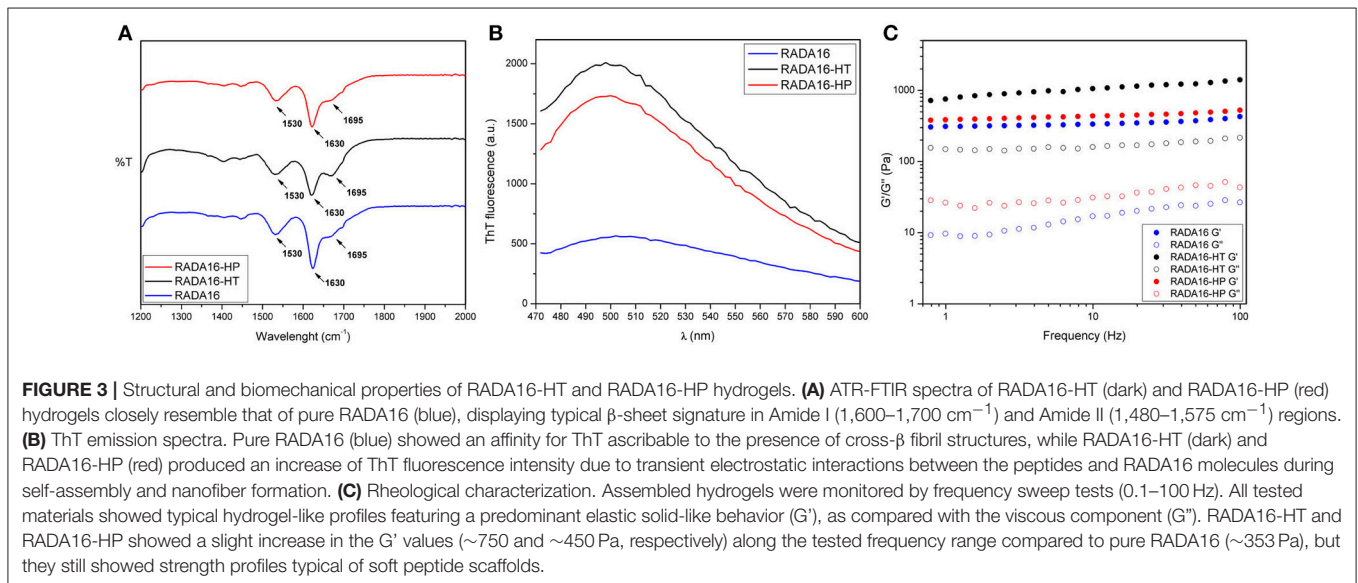 A
%T
1530
1630
1695
1530
1630
1695
1530
1630
1695
RADA16-HP
RADA16-HT
RADA16
1200 1300 1400 1500 1600 1700 1800 1900 2000
Wavelenght (cm⁻¹)
B
ThT fluorescence (a.u.)
2000
1500
1000
500
0
RADA16
RADA16-HT
RADA16-HP
470 480 490 500 510 520 530 540 550 560 570 580 590 600
λ (nm)
C
G'/G" (Pa)
1000
100
10
1
RADA16 G'
RADA16 G"
RADA16-HT G'
RADA16-HT G"
RADA16-HP G'
RADA16-HP G"
1 10 100
Frequency (Hz)
FIGURE 3 | Structural and biomechanical properties of RADA16-HT and RADA16-HP hydrogels. (A) ATR-FTIR spectra of RADA16-HT (dark) and RADA16-HP (red)
hydrogels closely resemble that of pure RADA16 (blue), displaying typical β-sheet signature in Amide I (1,600–1,700 cm⁻¹) and Amide II (1,480–1,575 cm⁻¹) regions.
(B) ThT emission spectra. Pure RADA16 (blue) showed an affinity for ThT ascribable to the presence of cross-β fibril structures, while RADA16-HT (dark) and
RADA16-HP (red) produced an increase of ThT fluorescence intensity due to transient electrostatic interactions between the peptides and RADA16 molecules during
self-assembly and nanofiber formation. (C) Rheological characterization. Assembled hydrogels were monitored by frequency sweep tests (0.1–100 Hz). All tested
materials showed typical hydrogel-like profiles featuring a predominant elastic solid-like behavior (G'), as compared with the viscous component (G"). RADA16-HT and
RADA16-HP showed a slight increase in the G' values (∼750 and ∼450 Pa, respectively) along the tested frequency range compared to pure RADA16 (∼353 Pa), but
they still showed strength profiles typical of soft peptide scaffolds.